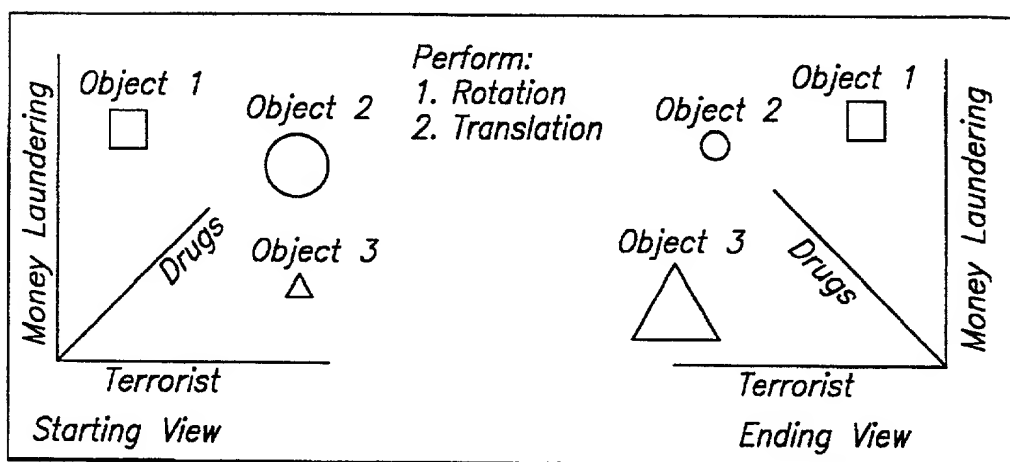 Money Laundering
Object 1
Object 2
Drugs
Object 3
Terrorist
Starting View
Perform:
1. Rotation
2. Translation
Object 1
Object 2
Object 3
Drugs
Money Laundering
Terrorist
Ending View